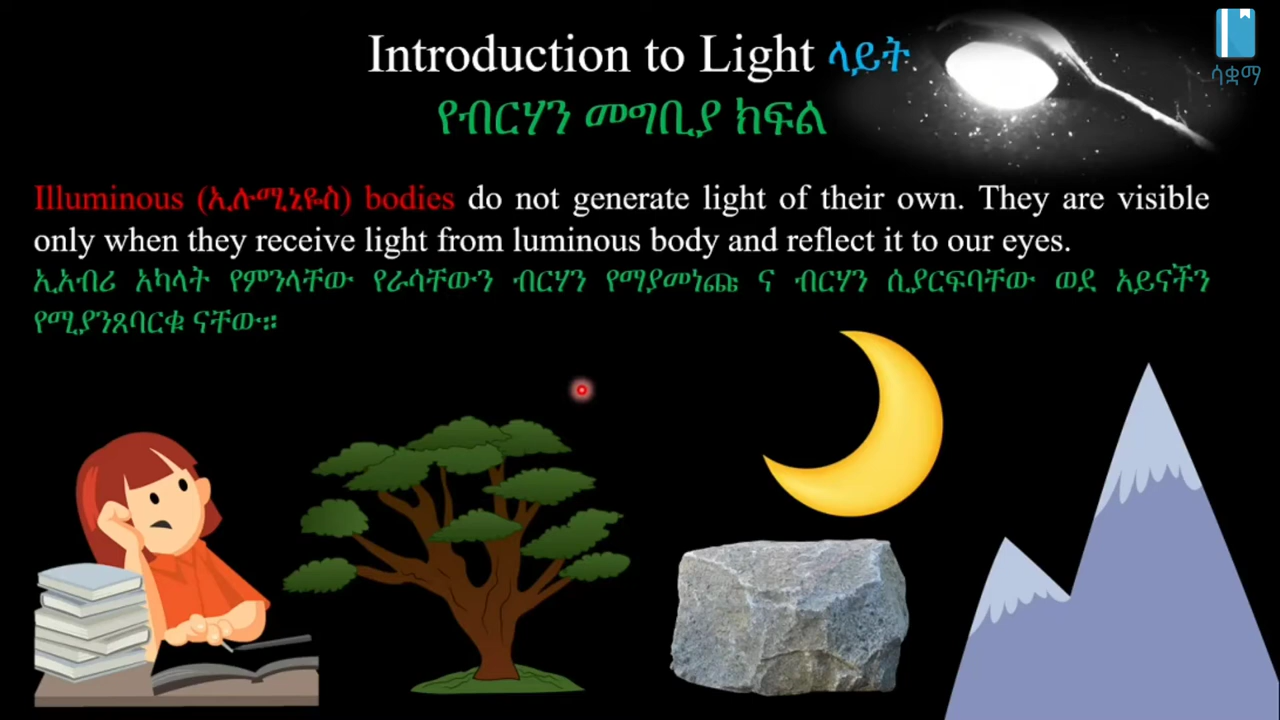 Introduction to Light ላይት
ሳቋማ
የብርሃን መግቢያ ክፍል
Illuminous (ኢሉሚኒዬስ) bodies do not generate light of their own. They are visible
only when they receive light from luminous body and reflect it to our eyes.
ኢአብሪ አካላት የምንላቸው የራሳቸውን ብርሃን የማያመነጩ ና ብርሃን ሲያርፍባቸው ወደ አይናችን
የሚያንጸባርቁ ናቸው።